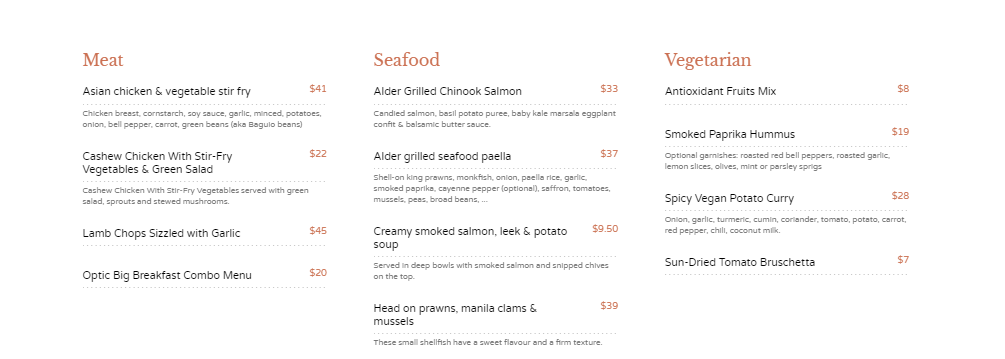 Meat
Asian chicken & vegetable stir fry $41
Chicken breast, cornstarch, soy sauce, garlic, minced, potatoes,
onion, bell pepper, carrot, green beans (aka Baguio beans)
Cashew Chicken With Stir-Fry $22
Vegetables & Green Salad
Cashew Chicken With Stir-Fry Vegetables served with green
salad, sprouts and stewed mushrooms.
Lamb Chops Sizzled with Garlic $45
Optic Big Breakfast Combo Menu $20
Seafood
Alder Grilled Chinook Salmon $33
Candied salmon, basil potato puree, baby kale marsala eggplant
confit & balsamic butter sauce.
Alder grilled seafood paella $37
Shell-on king prawns, monkfish, onion, paella rice, garlic,
smoked paprika, cayenne pepper (optional), saffron, tomatoes,
mussels, peas, broad beans, ...
Creamy smoked salmon, leek & potato $9.50
soup
Served in deep bowls with smoked salmon and snipped chives
on the top.
Head on prawns, manila clams & $39
mussels
These small shellfish have a sweet flavour and a firm texture.
Vegetarian
Antioxidant Fruits Mix $8
Smoked Paprika Hummus $19
Optional garnishes: roasted red bell peppers, roasted garlic,
lemon slices, olives, mint or parsley sprigs
Spicy Vegan Potato Curry $28
Onion, garlic, turmeric, cumin, coriander, tomato, potato, carrot,
red pepper, chili, coconut milk.
Sun-Dried Tomato Bruschetta $7